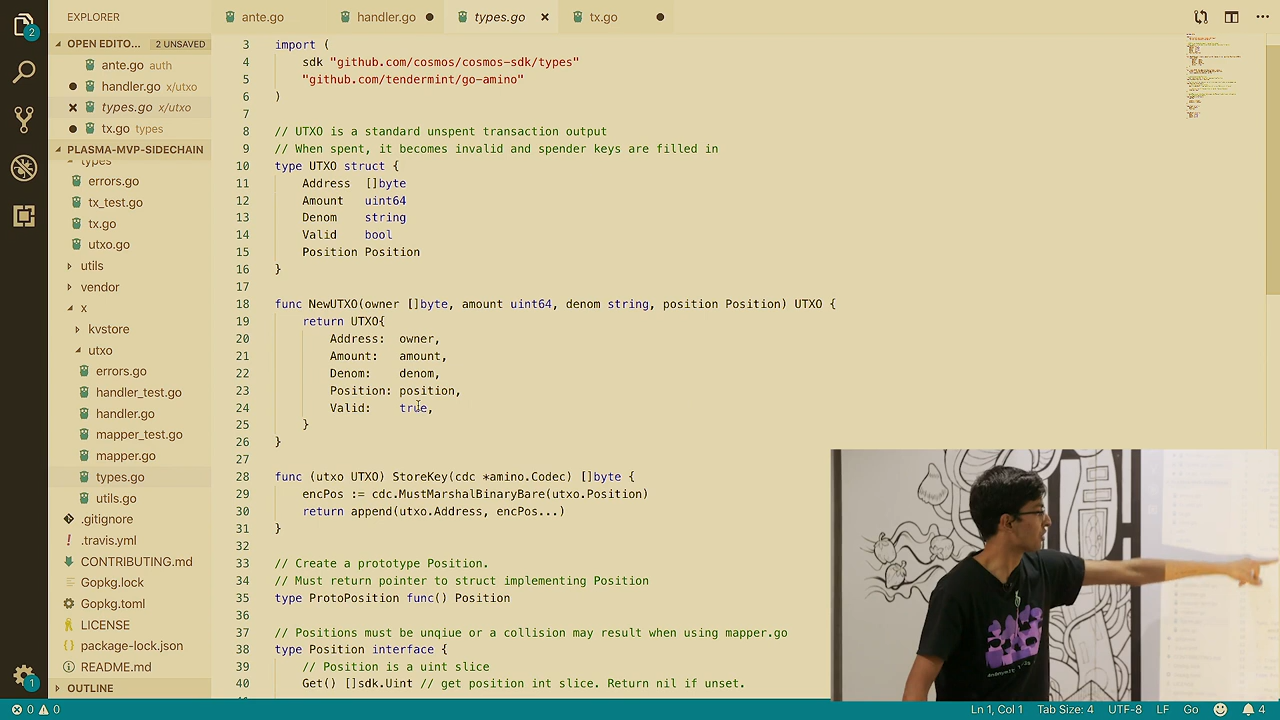 EXPLORER
OPEN EDITO... 2 UNSAVED
ante.go auth
handler.go x/utxo
types.go x/utxo
tx.go types
PLASMA-MVP-SIDECHAIN
types
errors.go
tx_test.go
tx.go
utxo.go
utils
vendor
x
kvstore
utxo
errors.go
handler_test.go
handler.go
mapper_test.go
mapper.go
types.go
utils.go
.gitignore
.travis.yml
CONTRIBUTING.md
Gopkg.lock
Gopkg.toml
LICENSE
package-lock.json
README.md
OUTLINE
2
1
ante.go handler.go types.go tx.go
3 import (
4 sdk "github.com/cosmos/cosmos-sdk/types"
5 "github.com/tendermint/go-amino"
6 )
7
8 // UTXO is a standard unspent transaction output
9 // When spent, it becomes invalid and spender keys are filled in
10 type UTXO struct {
11 Address []byte
12 Amount uint64
13 Denom string
14 Valid bool
15 Position Position
16 }
17
18 func NewUTXO(owner []byte, amount uint64, denom string, position Position) UTXO {
19 return UTXO{
20 Address: owner,
21 Amount: amount,
22 Denom: denom,
23 Position: position,
24 Valid: true,
25 }
26 }
27
28 func (utxo UTXO) StoreKey(cdc *amino.Codec) []byte {
29 encPos := cdc.MustMarshalBinaryBare(utxo.Position)
30 return append(utxo.Address, encPos...)
31 }
32
33 // Create a prototype Position.
34 // Must return pointer to struct implementing Position
35 type ProtoPosition func() Position
36
37 // Positions must be unqiue or a collision may result when using mapper.go
38 type Position interface {
39 // Position is a uint slice
40 Get() []sdk.Uint // get position int slice. Return nil if unset.
0 0 Ln 1, Col 1 Tab Size: 4 UTF-8 LF Go 4